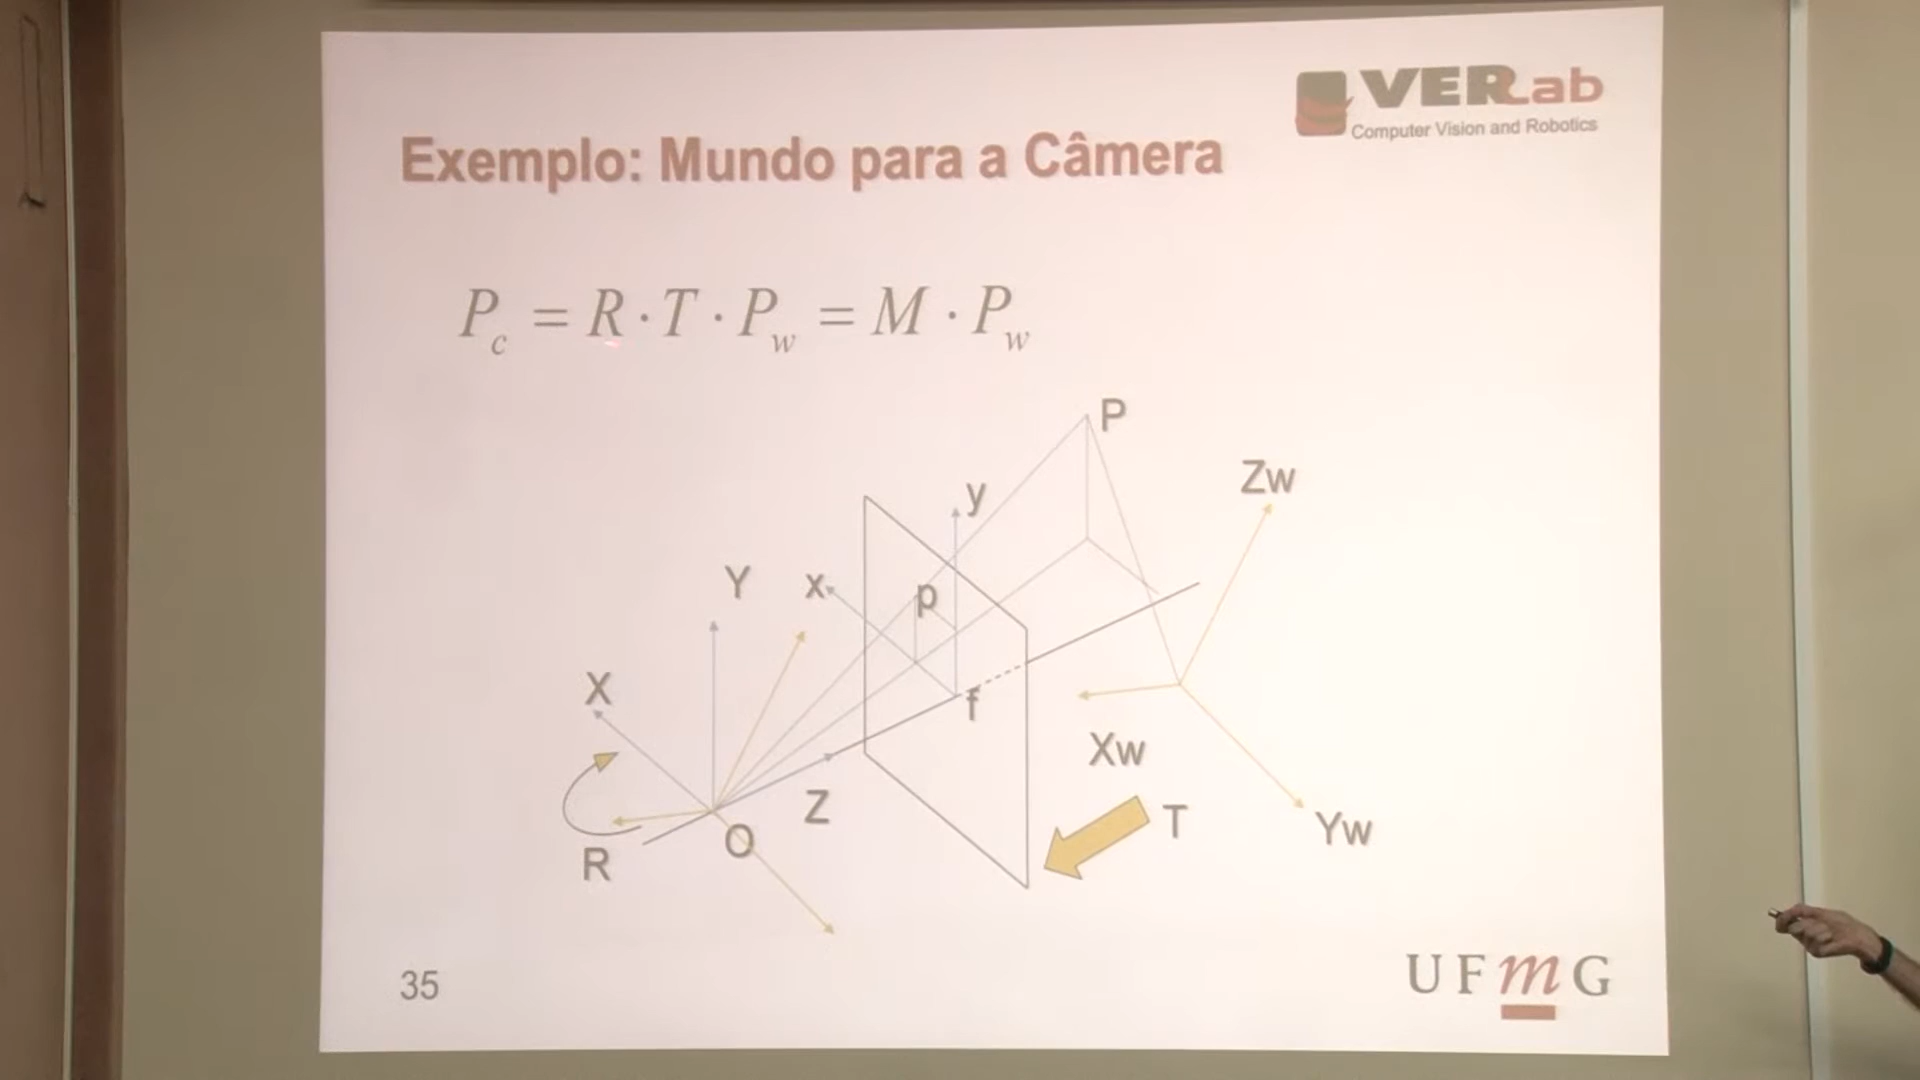 VERLab
Computer Vision and Robotics
Exemplo: Mundo para a Câmera
P_c = R · T · P_w = M · P_w
P
Zw
y
Y
x
p
X
f
Xw
Z
T
Yw
O
R
35
UFmG